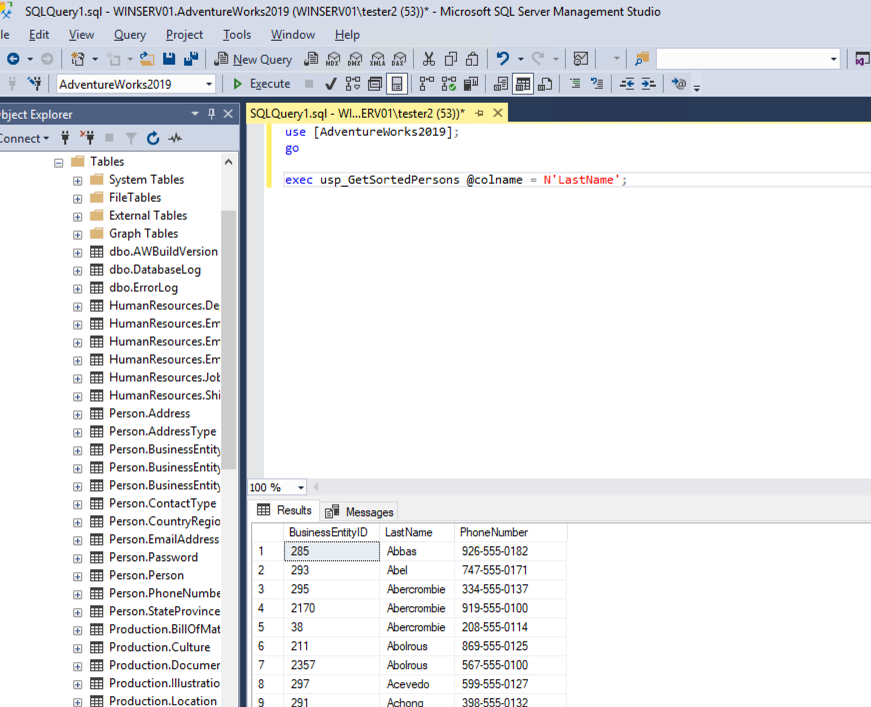 SQLQuery1.sql - WINSERV01.AdventureWorks2019 (WINSERV01\tester2 (53))* - Microsoft SQL Server Management Studio
le Edit View Query Project Tools Window Help
New Query MDX DMX XMLA DAX
AdventureWorks2019 Execute
bject Explorer
onnect
Tables
System Tables
FileTables
External Tables
Graph Tables
dbo.AWBuildVersion
dbo.DatabaseLog
dbo.ErrorLog
HumanResources.De
HumanResources.Em
HumanResources.Em
HumanResources.Em
HumanResources.Job
HumanResources.Shi
Person.Address
Person.AddressType
Person.BusinessEntity
Person.BusinessEntity
Person.BusinessEntity
Person.ContactType
Person.CountryRegio
Person.EmailAddress
Person.Password
Person.Person
Person.PhoneNumbe
Person.StateProvince
Production.BillOfMat
Production.Culture
Production.Documen
Production.Illustratio
Production.Location
SQLQuery1.sql - WI...ERV01\tester2 (53))*
use [AdventureWorks2019];
go
exec usp_GetSortedPersons @colname = N'LastName';
100 %
Results Messages
BusinessEntityID LastName PhoneNumber
1 285 Abbas 926-555-0182
2 293 Abel 747-555-0171
3 295 Abercrombie 334-555-0137
4 2170 Abercrombie 919-555-0100
5 38 Abercrombie 208-555-0114
6 211 Abolrous 869-555-0125
7 2357 Abolrous 567-555-0100
8 297 Acevedo 599-555-0127
9 291 Achong 398-555-0132